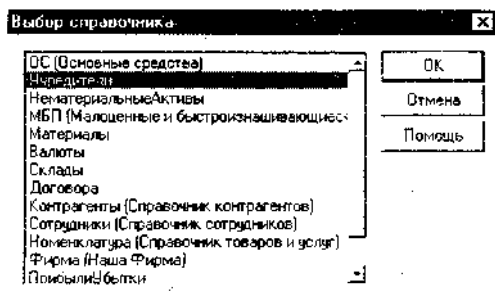 Выбор справочника
ОС (Основные средства)
OK
Учредители
НематериальныеАктивы
Отмена
МБП (Малоценные и быстроизнашивающиес
Материалы
Помощь
Валюты
Склады
Договора
Контрагенты (Справочник контрагентов)
Сотрудники (Справочник сотрудников)
Номенклатура (Справочник товаров и услуг)
Фирма (Наша Фирма)
ПрибылиУбытки